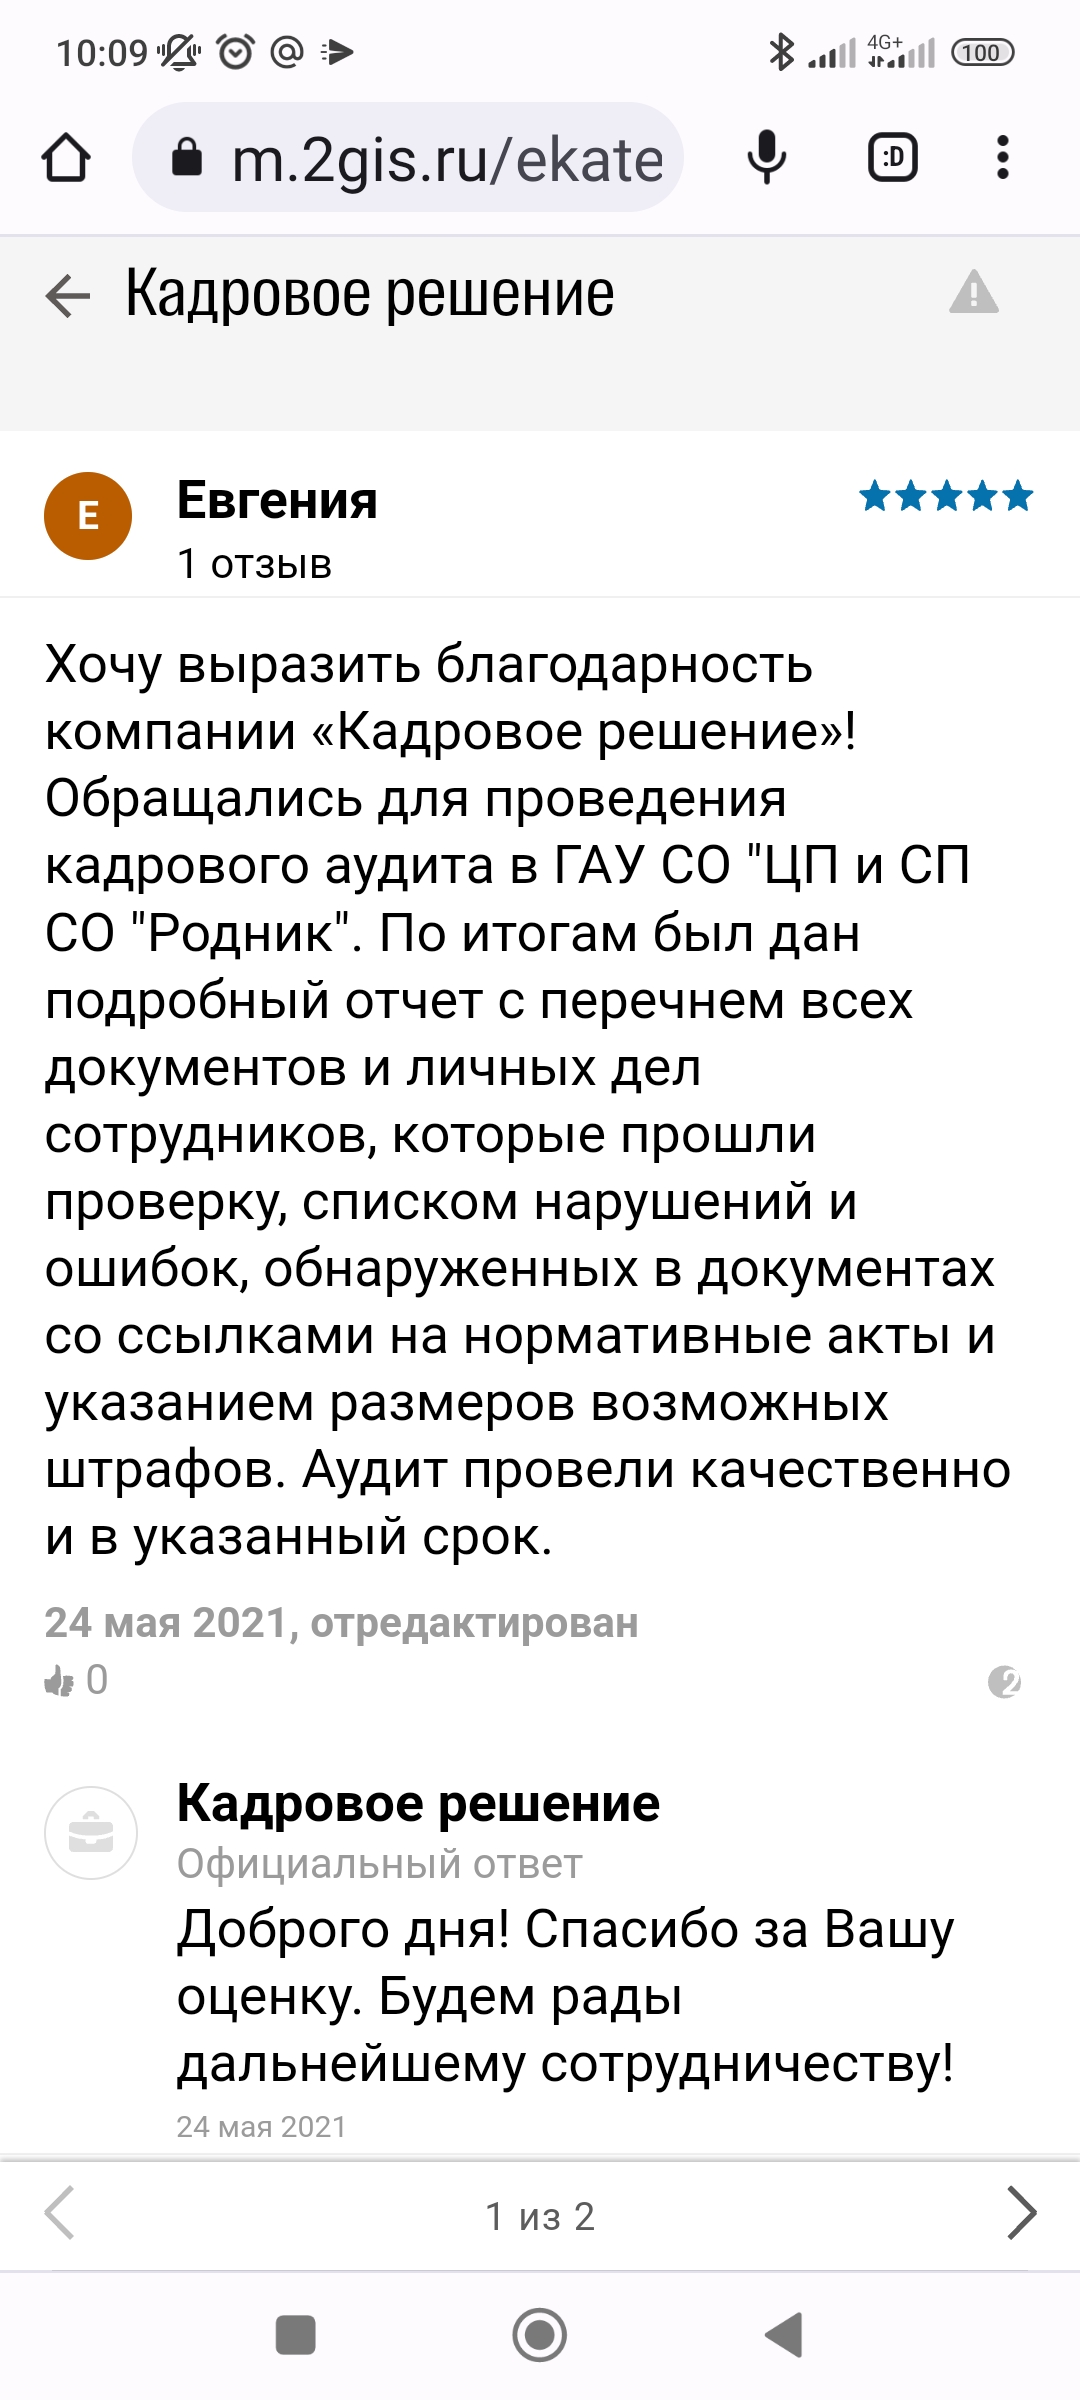 10:09 4G+ 100
m.2gis.ru/ekate :D
Кадровое решение
Е Евгения
1 отзыв
Хочу выразить благодарность
компании «Кадровое решение»!
Обращались для проведения
кадрового аудита в ГАУ СО "ЦП и СП
СО "Родник". По итогам был дан
подробный отчет с перечнем всех
документов и личных дел
сотрудников, которые прошли
проверку, списком нарушений и
ошибок, обнаруженных в документах
со ссылками на нормативные акты и
указанием размеров возможных
штрафов. Аудит провели качественно
и в указанный срок.
24 мая 2021, отредактирован
0 2
Кадровое решение
Официальный ответ
Доброго дня! Спасибо за Вашу
оценку. Будем рады
дальнейшему сотрудничеству!
24 мая 2021
1 из 2